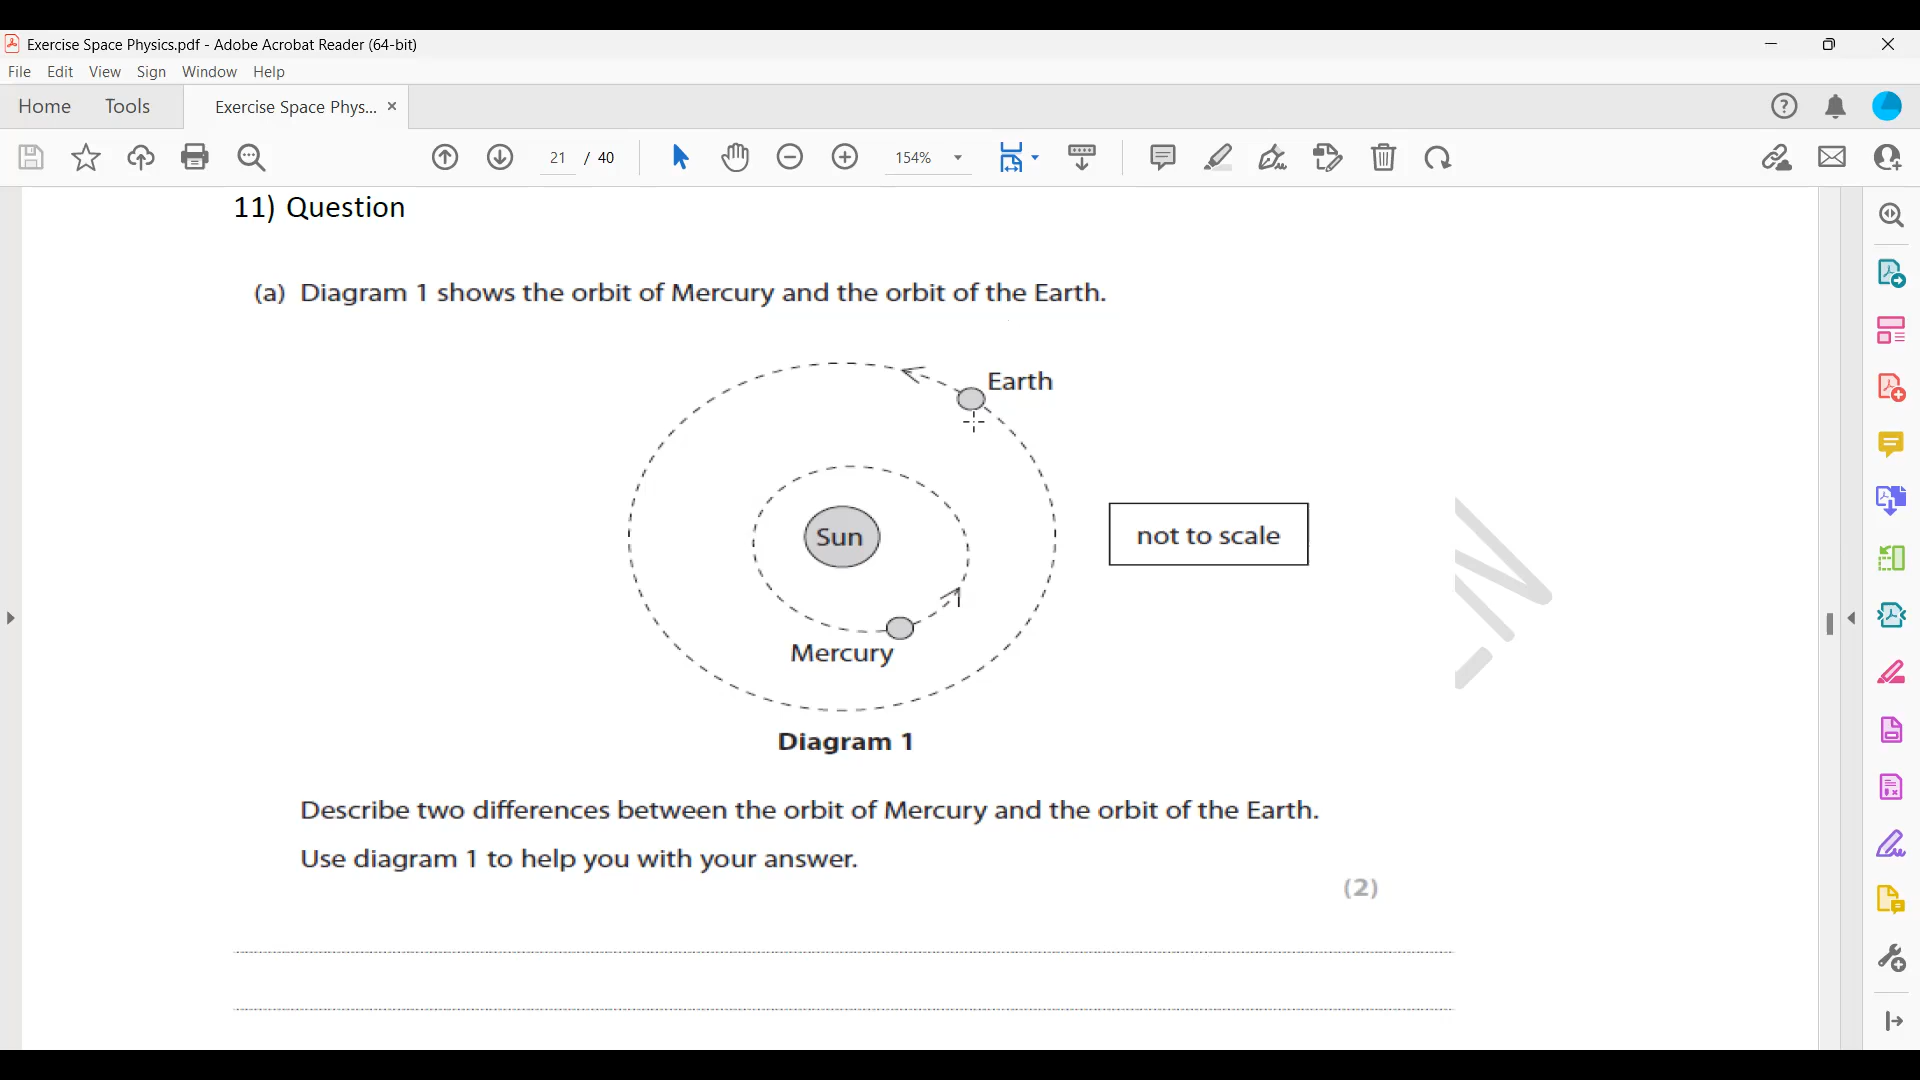 Exercise Space Physics.pdf - Adobe Acrobat Reader (64-bit)
File Edit View Sign Window Help
Home Tools Exercise Space Phys... ×
21 / 40 154%
11) Question
(a) Diagram 1 shows the orbit of Mercury and the orbit of the Earth.
Earth
Sun
not to scale
Mercury
Diagram 1
Describe two differences between the orbit of Mercury and the orbit of the Earth.
Use diagram 1 to help you with your answer.
(2)